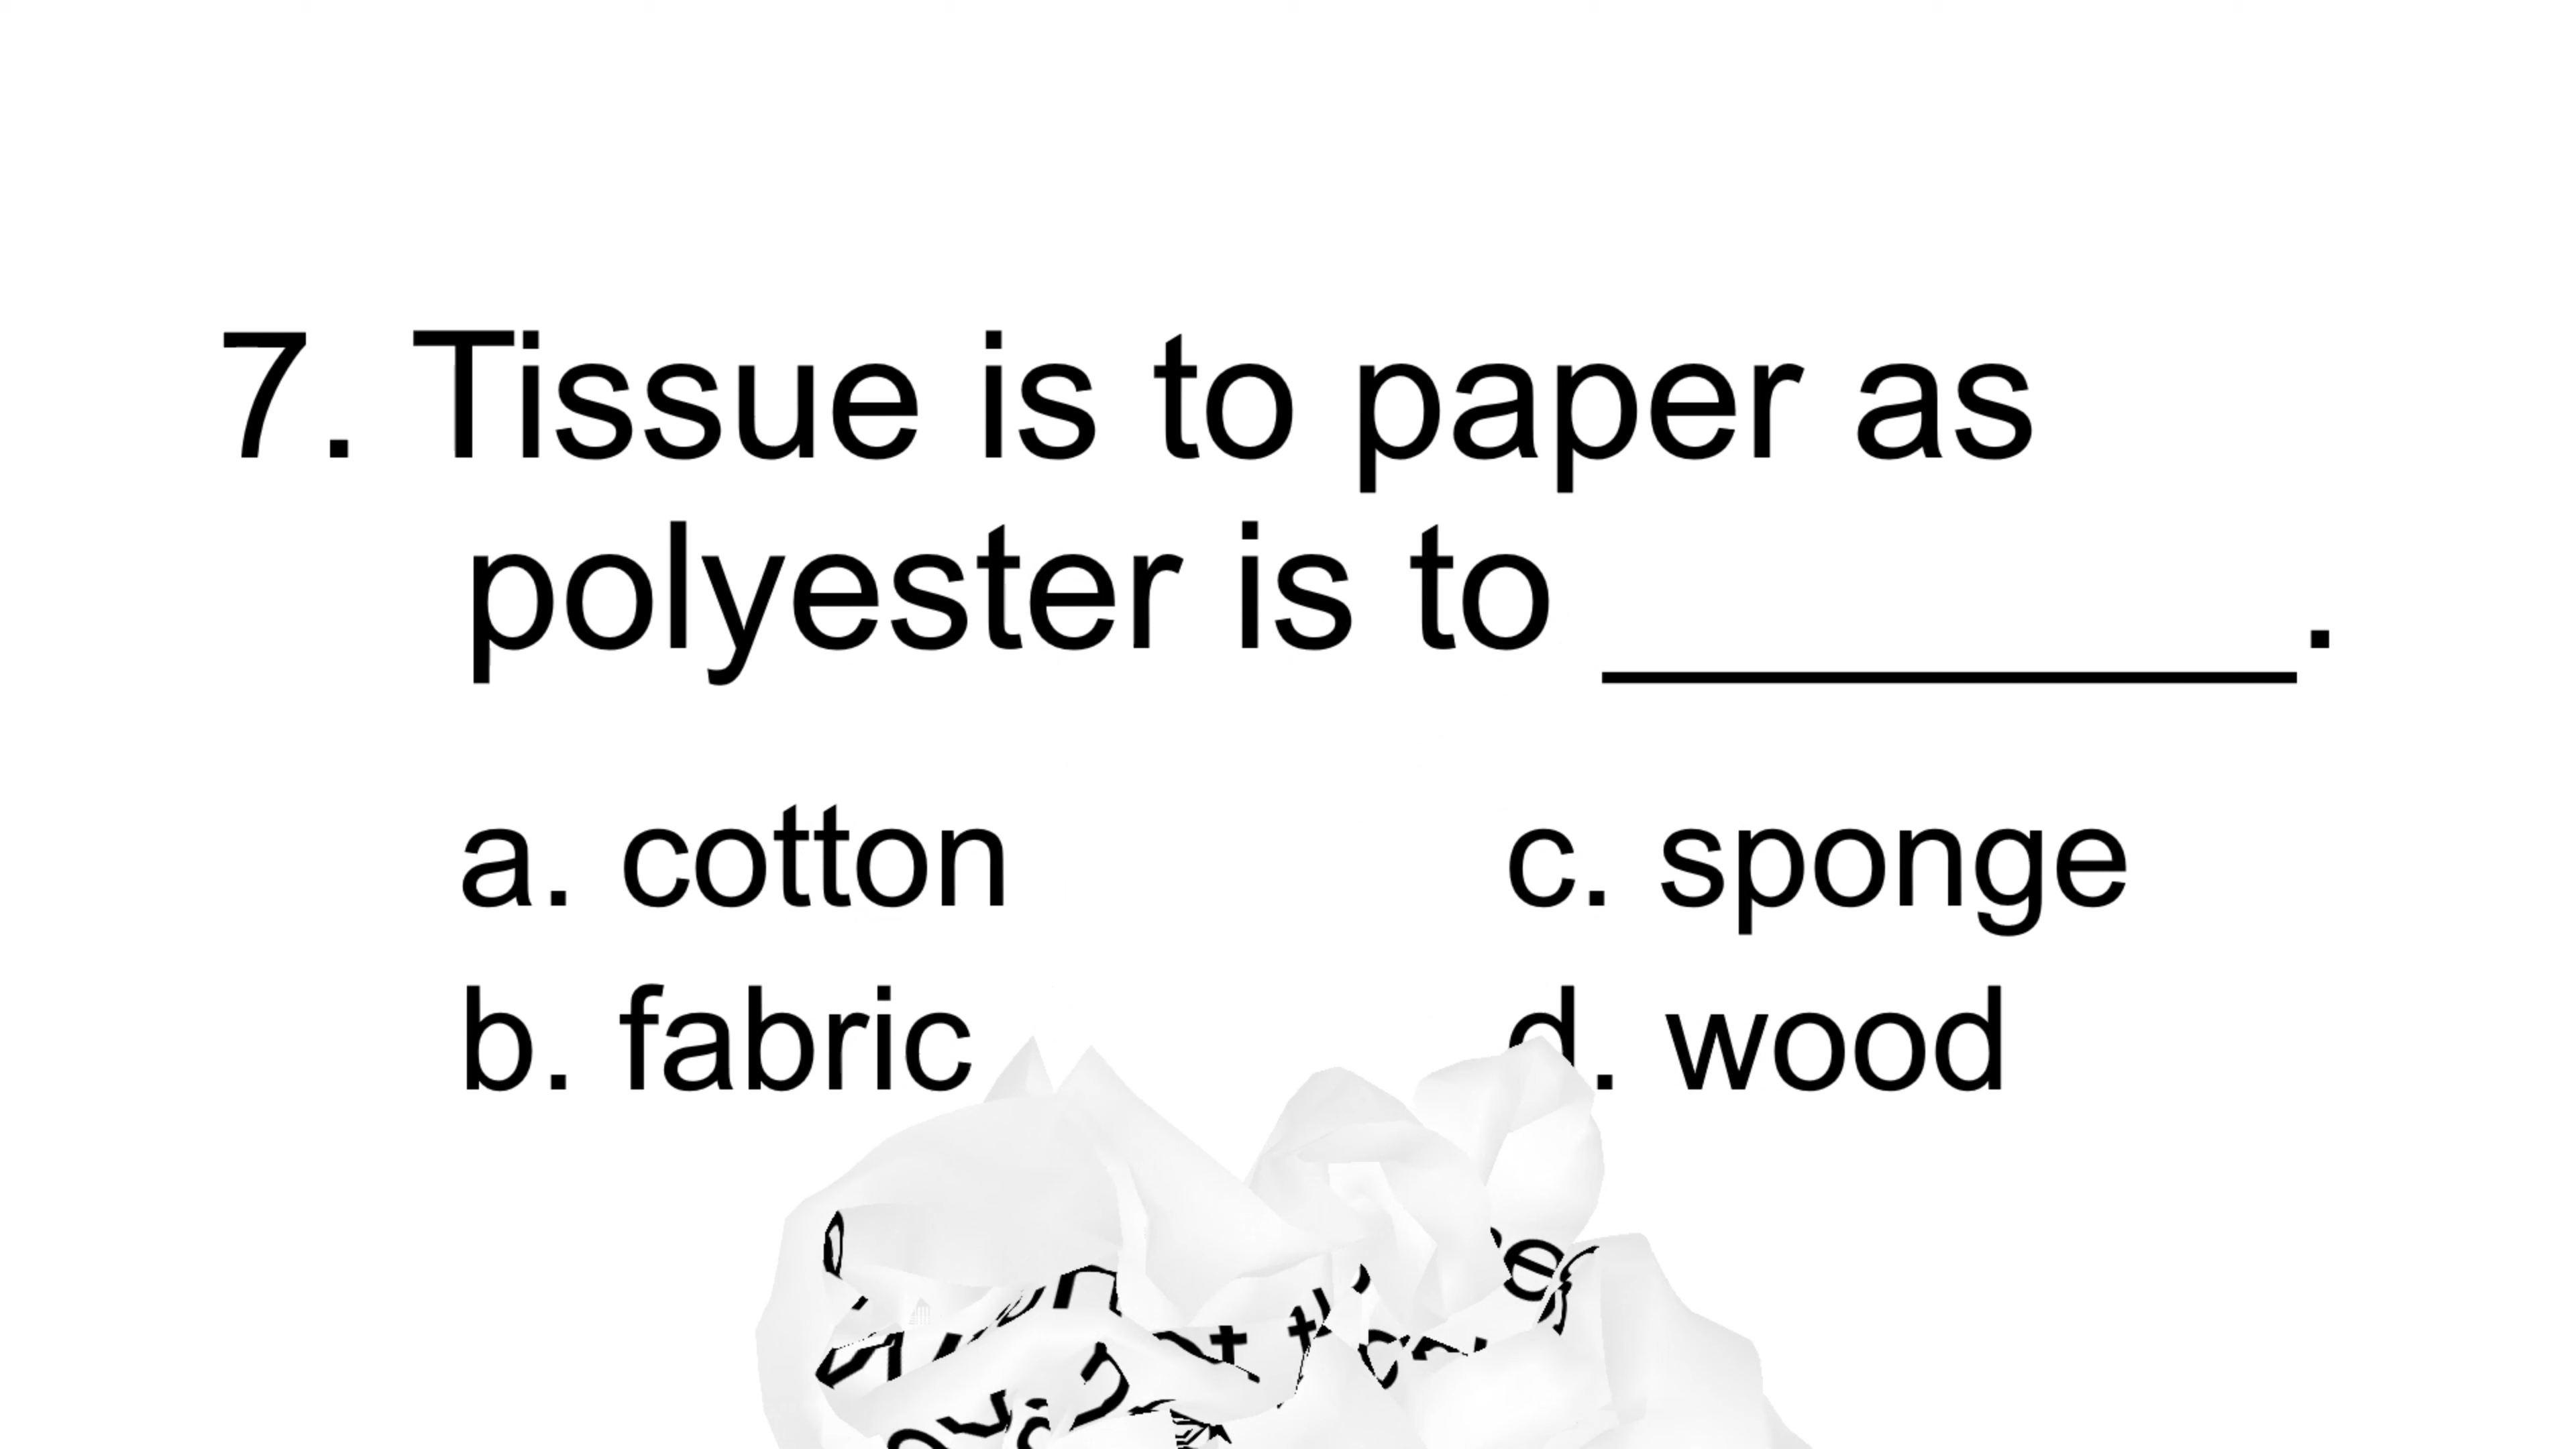 7. Tissue is to paper as
polyester is to __________.
a. cotton
c. sponge
b. fabric
d. wood